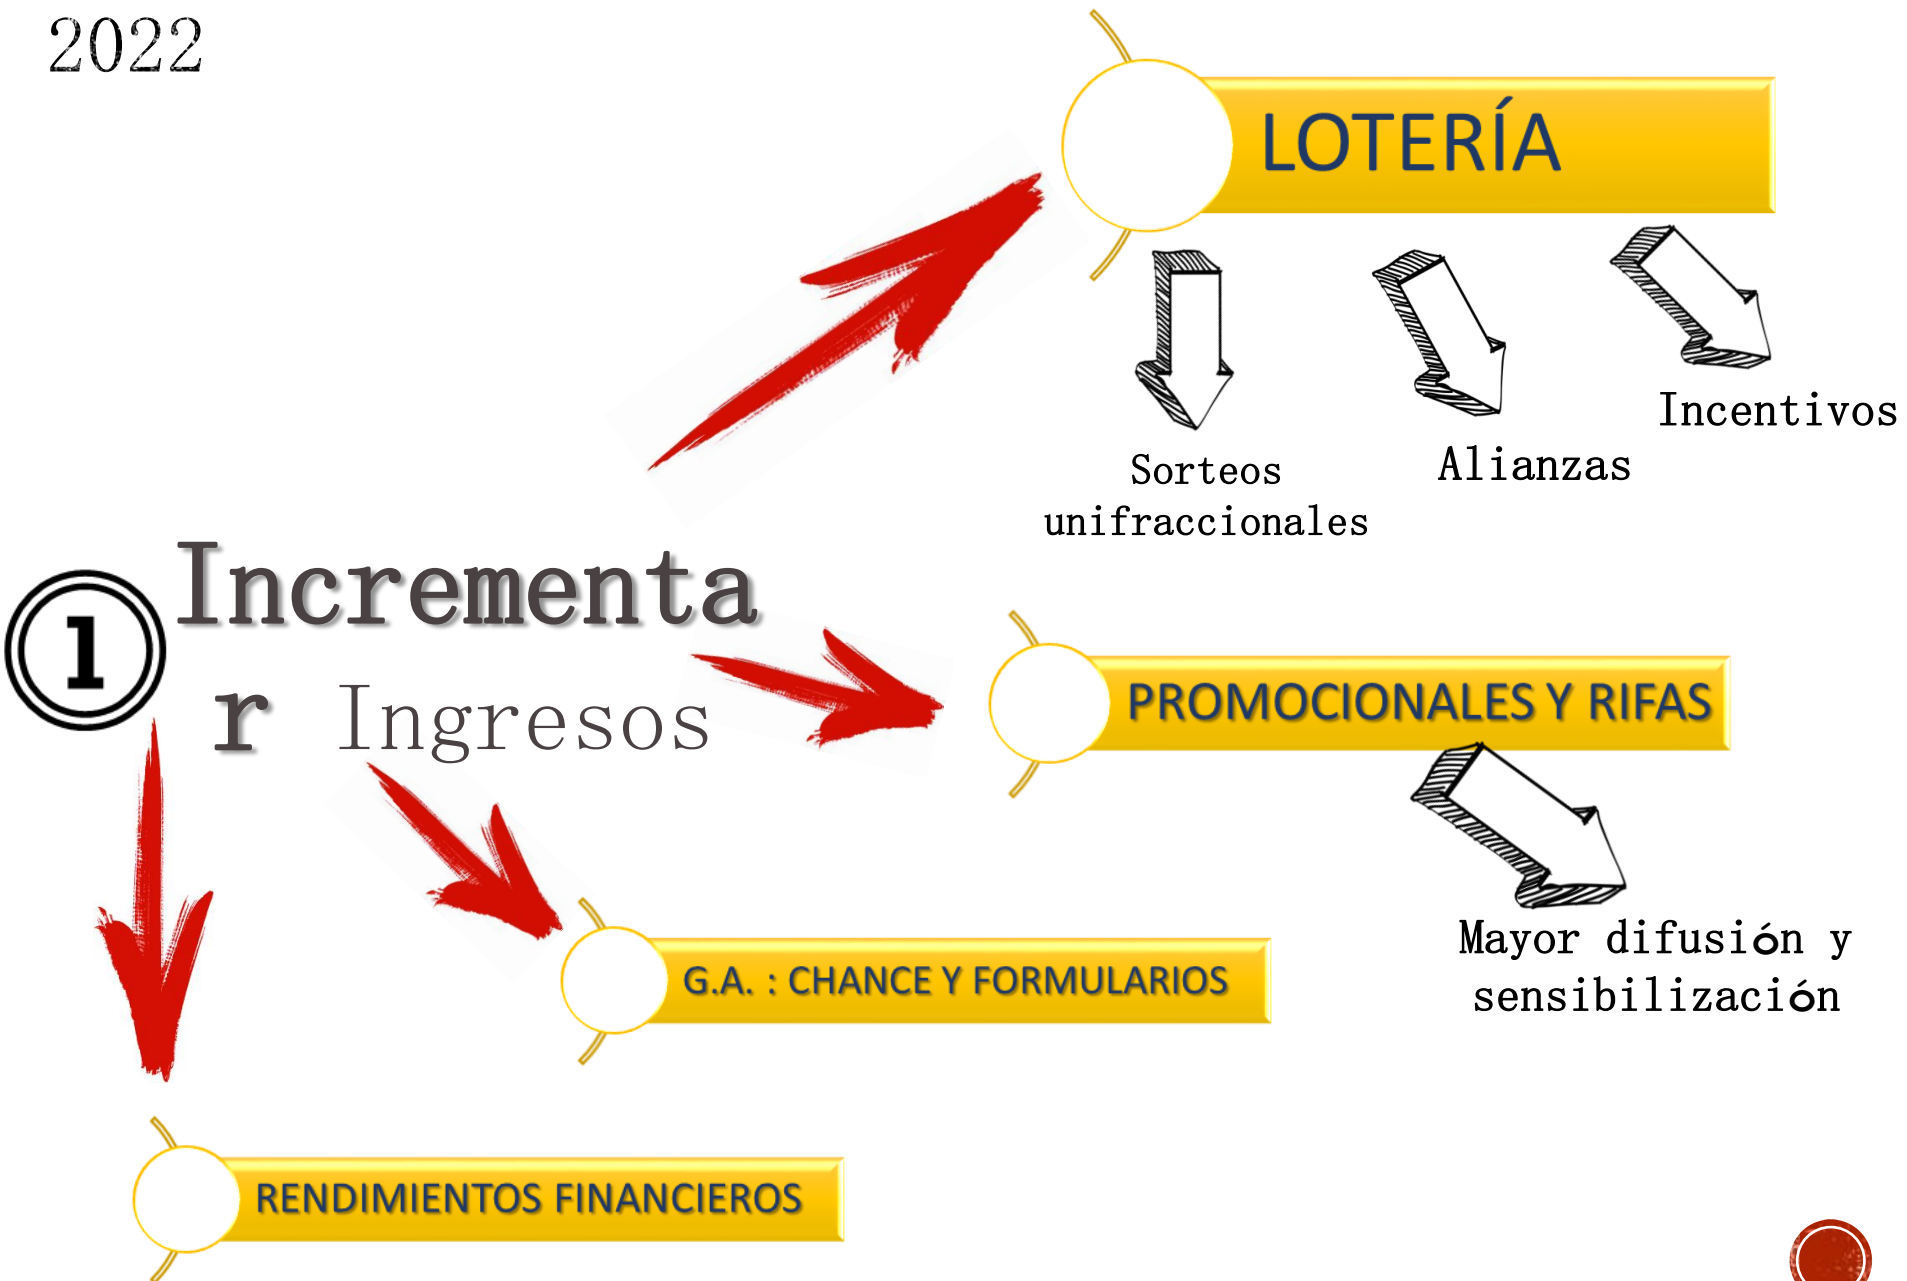 2022
LOTERÍA
Incentivos
Alianzas
Sorteos
unifraccionales
1
Incrementa
r Ingresos
PROMOCIONALES Y RIFAS
Mayor difusión y
sensibilización
G.A. : CHANCE Y FORMULARIOS
RENDIMIENTOS FINANCIEROS